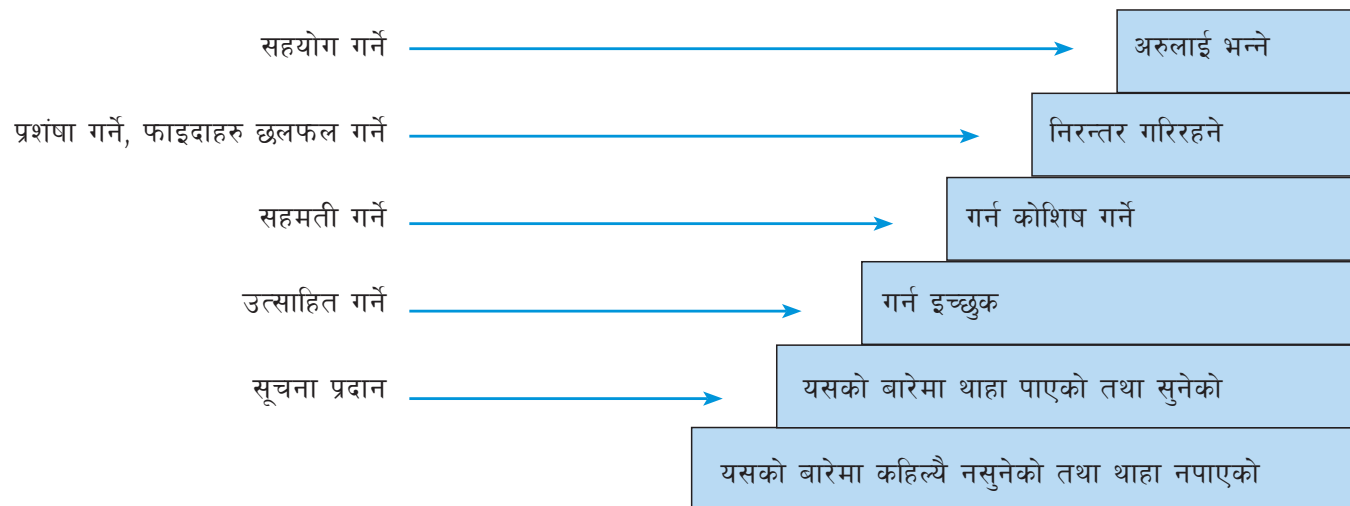 सहयोग गर्ने
अरुलाई भन्ने
प्रशंषा गर्ने, फाइदाहरु छलफल गर्ने
निरन्तर गरिरहने
सहमती गर्ने
गर्न कोशिष गर्ने
उत्साहित गर्ने
गर्न इच्छुक
सूचना प्रदान
यसको बारेमा थाहा पाएको तथा सुनेको
यसको बारेमा कहिल्यै नसुनेको तथा थाहा नपाएको